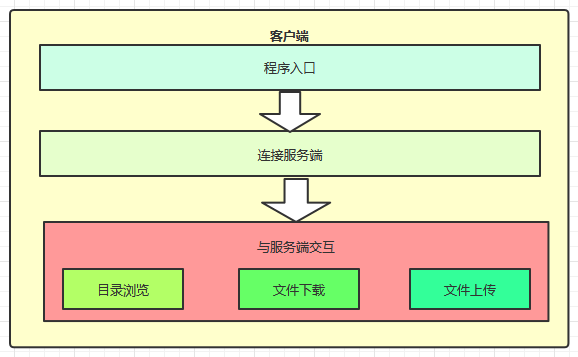 客户端
程序入口
连接服务端
与服务端交互
目录浏览
文件下载
文件上传